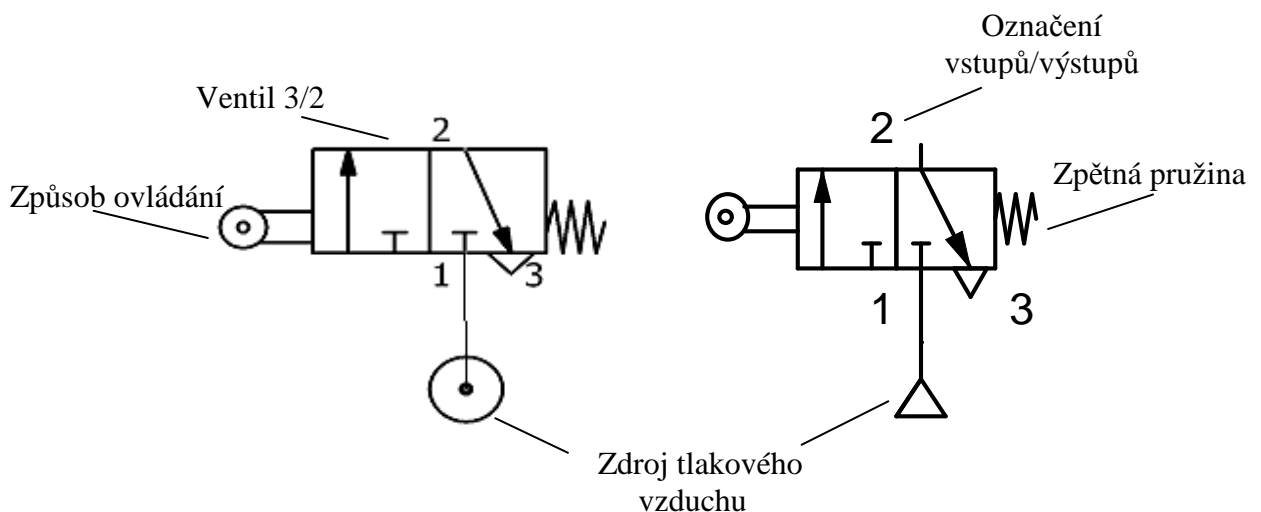 Označení
vstupů/výstupů
Ventil 3/2
2
2
Způsob ovládání
Zpětná pružina
1
3
1
3
Zdroj tlakového
vzduchu